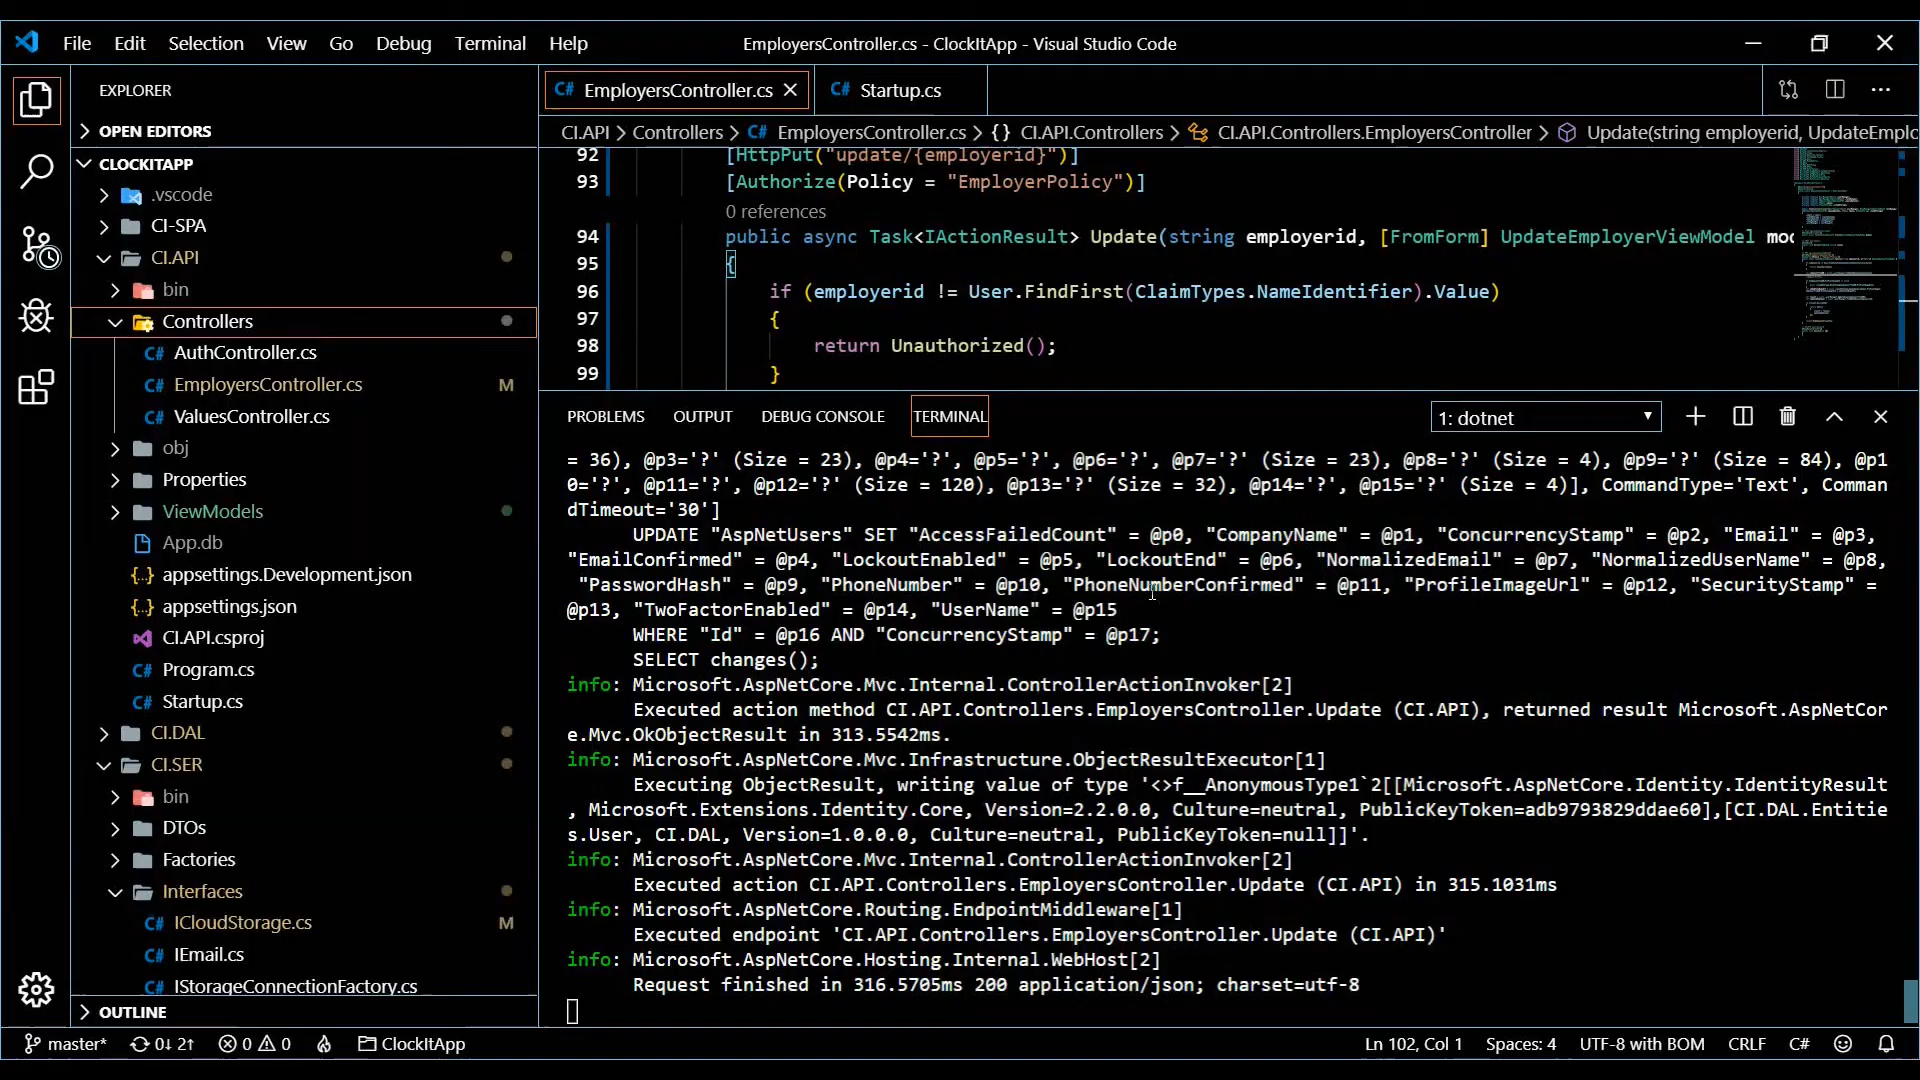 File Edit Selection View Go Debug Terminal Help
EmployersController.cs - ClockItApp - Visual Studio Code
EXPLORER
OPEN EDITORS
CLOCKITAPP
.vscode
CI-SPA
CI.API
bin
Controllers
C# AuthController.cs
C# EmployersController.cs M
C# ValuesController.cs
obj
Properties
ViewModels
App.db
{..} appsettings.Development.json
{..} appsettings.json
CI.API.csproj
C# Program.cs
C# Startup.cs
CI.DAL
CI.SER
bin
DTOs
Factories
Interfaces
C# ICloudStorage.cs M
C# IEmail.cs
C# IStorageConnectionFactory.cs
OUTLINE
C# EmployersController.cs
C# Startup.cs
CI.API > Controllers > C# EmployersController.cs > {} CI.API.Controllers > CI.API.Controllers.EmployersController > Update(string employerid, UpdateEmplo
92 [HttpPut("update/{employerid}")]
93 [Authorize(Policy = "EmployerPolicy")]
0 references
94 public async Task<IActionResult> Update(string employerid, [FromForm] UpdateEmployerViewModel mod
95 {
96 if (employerid != User.FindFirst(ClaimTypes.NameIdentifier).Value)
97 {
98 return Unauthorized();
99 }
PROBLEMS OUTPUT DEBUG CONSOLE TERMINAL 1: dotnet
= 36), @p3='?' (Size = 23), @p4='?', @p5='?', @p6='?', @p7='?' (Size = 23), @p8='?' (Size = 4), @p9='?' (Size = 84), @p1
0='?', @p11='?', @p12='?' (Size = 120), @p13='?' (Size = 32), @p14='?', @p15='?' (Size = 4)], CommandType='Text', Comman
dTimeout='30']
UPDATE "AspNetUsers" SET "AccessFailedCount" = @p0, "CompanyName" = @p1, "ConcurrencyStamp" = @p2, "Email" = @p3,
"EmailConfirmed" = @p4, "LockoutEnabled" = @p5, "LockoutEnd" = @p6, "NormalizedEmail" = @p7, "NormalizedUserName" = @p8,
"PasswordHash" = @p9, "PhoneNumber" = @p10, "PhoneNumberConfirmed" = @p11, "ProfileImageUrl" = @p12, "SecurityStamp" =
@p13, "TwoFactorEnabled" = @p14, "UserName" = @p15
WHERE "Id" = @p16 AND "ConcurrencyStamp" = @p17;
SELECT changes();
info: Microsoft.AspNetCore.Mvc.Internal.ControllerActionInvoker[2]
Executed action method CI.API.Controllers.EmployersController.Update (CI.API), returned result Microsoft.AspNetCor
e.Mvc.OkObjectResult in 313.5542ms.
info: Microsoft.AspNetCore.Mvc.Infrastructure.ObjectResultExecutor[1]
Executing ObjectResult, writing value of type '<>f__AnonymousType1`2[[Microsoft.AspNetCore.Identity.IdentityResult
, Microsoft.Extensions.Identity.Core, Version=2.2.0.0, Culture=neutral, PublicKeyToken=adb9793829ddae60],[CI.DAL.Entitie
s.User, CI.DAL, Version=1.0.0.0, Culture=neutral, PublicKeyToken=null]]'.
info: Microsoft.AspNetCore.Mvc.Internal.ControllerActionInvoker[2]
Executed action CI.API.Controllers.EmployersController.Update (CI.API) in 315.1031ms
info: Microsoft.AspNetCore.Routing.EndpointMiddleware[1]
Executed endpoint 'CI.API.Controllers.EmployersController.Update (CI.API)'
info: Microsoft.AspNetCore.Hosting.Internal.WebHost[2]
Request finished in 316.5705ms 200 application/json; charset=utf-8
master* 0↓ 2↑ 0 0 ClockItApp Ln 102, Col 1 Spaces: 4 UTF-8 with BOM CRLF C#